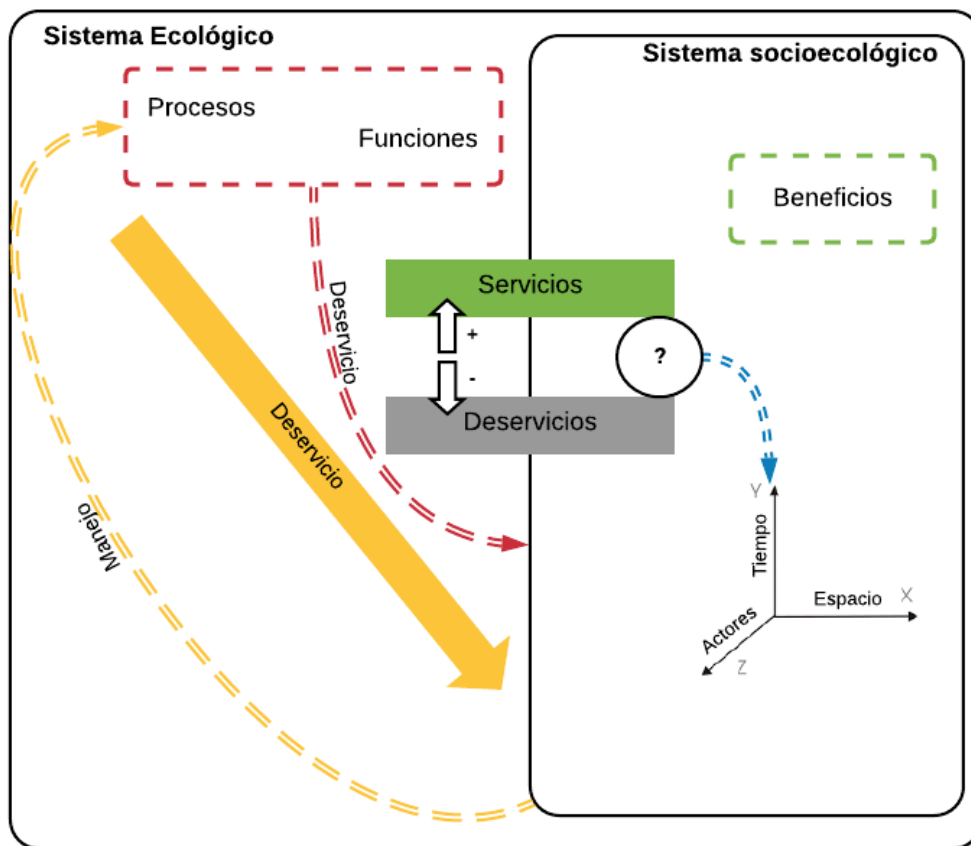 Sistema Ecológico
Sistema socioecológico
Procesos
Funciones
Beneficios
Servicios
Deservicio
+
?
-
Deservicios
Deservicio
Manejo
Y
Tiempo
Espacio
X
Actores
Z